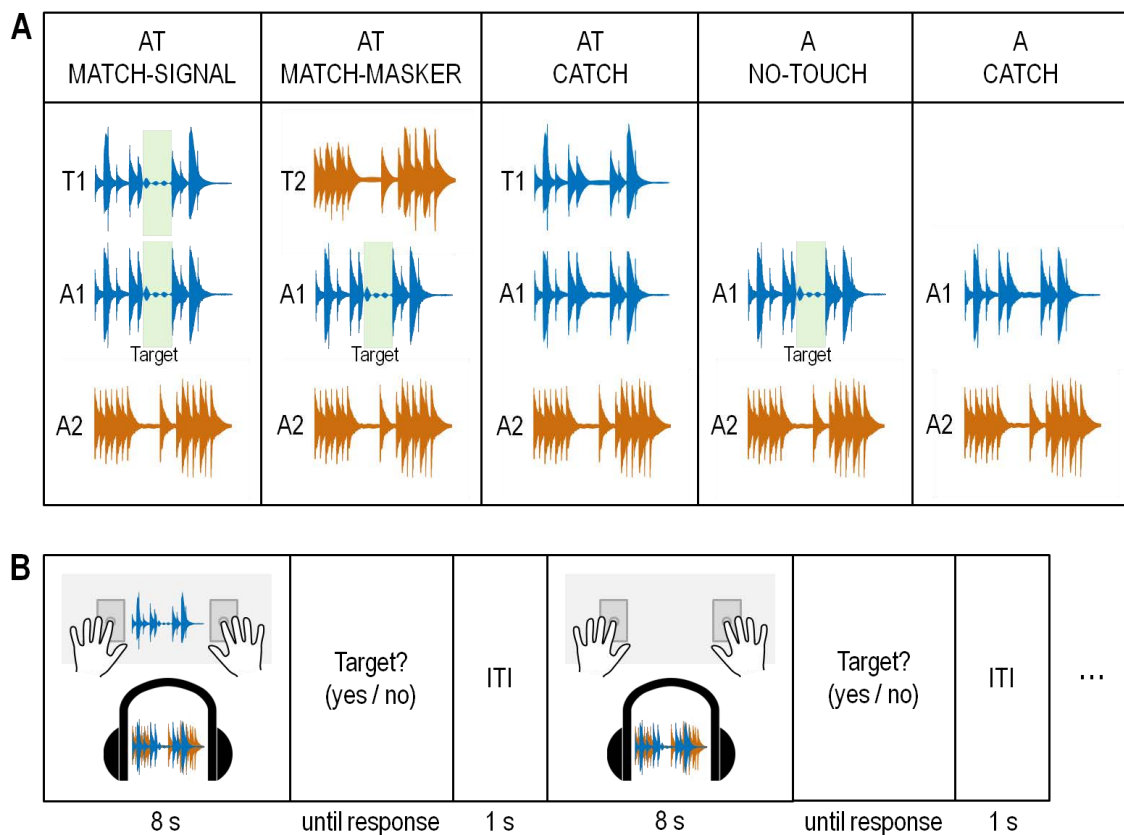 A
AT
MATCH-SIGNAL
AT
MATCH-MASKER
AT
CATCH
A
NO-TOUCH
A
CATCH
T1
T2
T1
A1
A1
A1
A1
A1
Target
Target
Target
A2
A2
A2
A2
A2
B
Target?
(yes / no)
ITI
Target?
(yes / no)
ITI
...
8 s
until response
1 s
8 s
until response
1 s